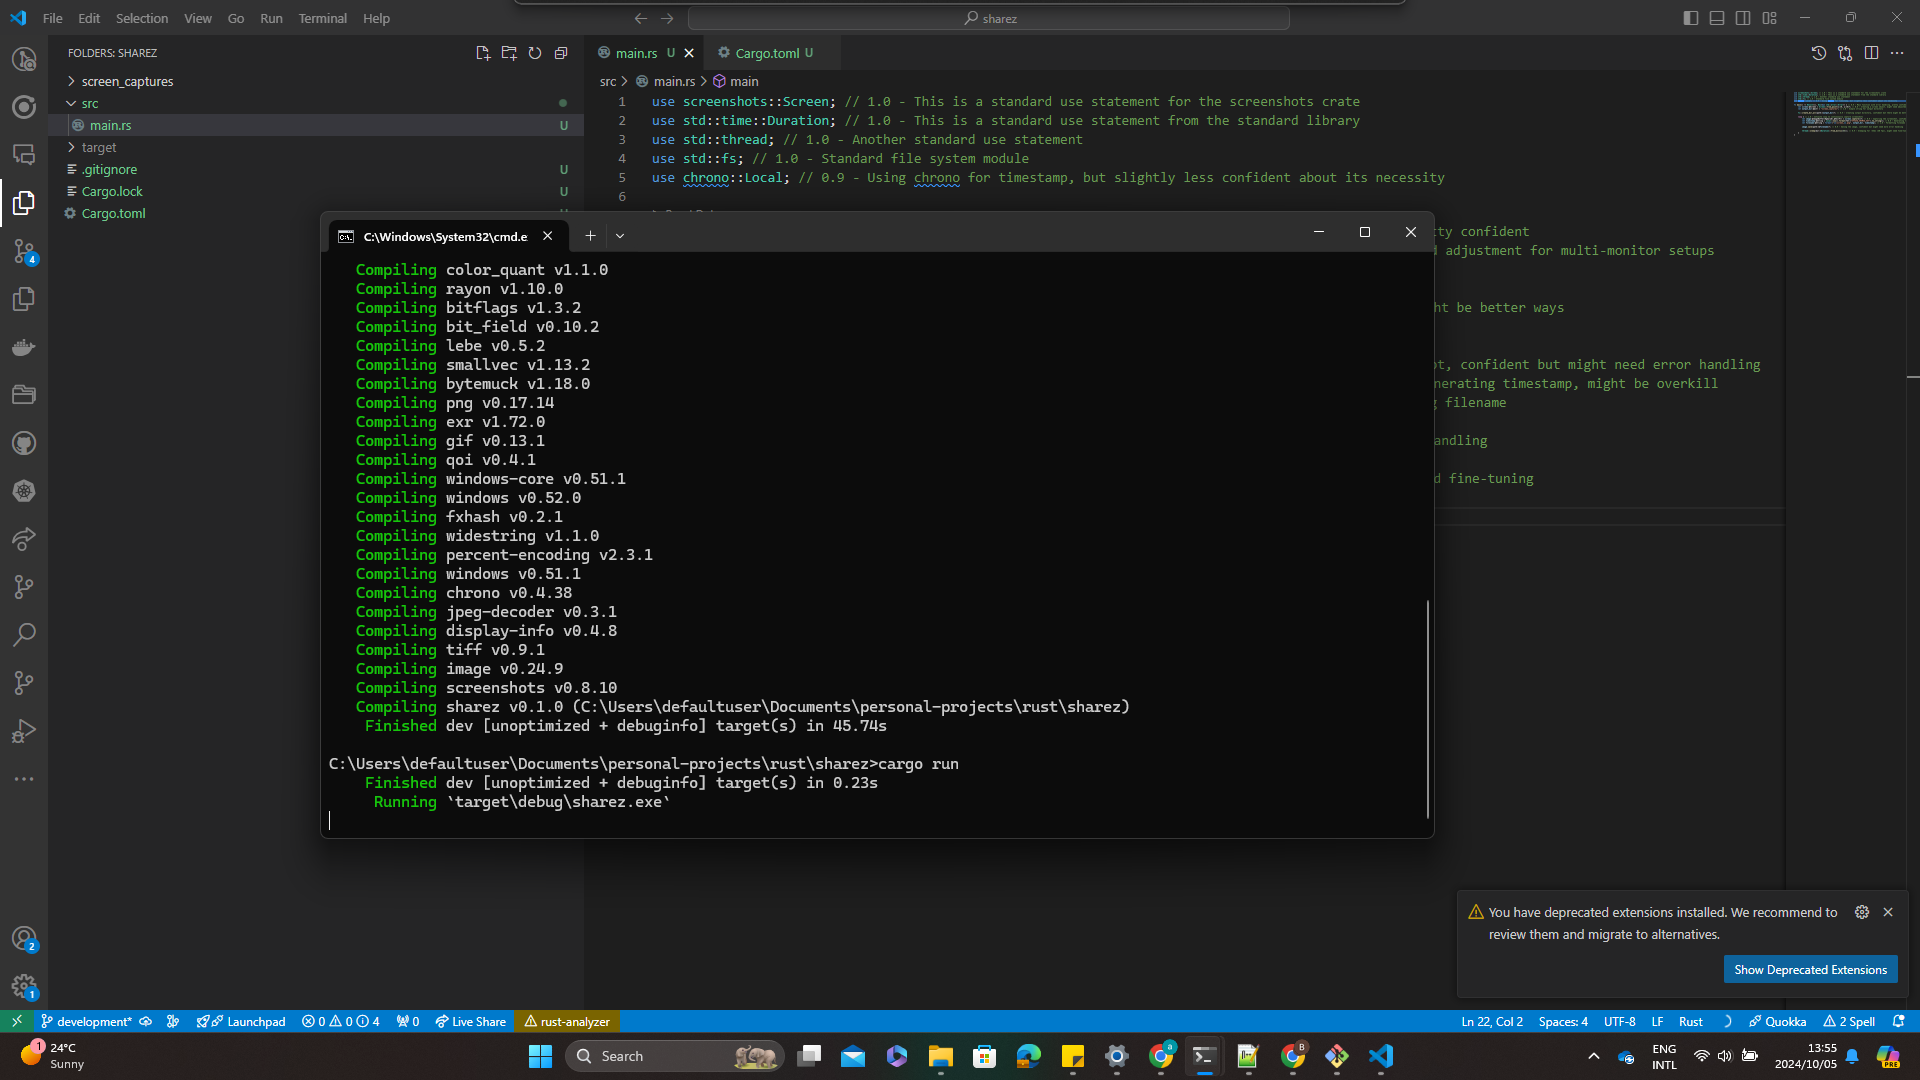 File Edit Selection View Go Run Terminal Help
sharez
FOLDERS: SHAREZ
screen_captures
src
main.rs U
target
.gitignore U
Cargo.lock U
Cargo.toml
main.rs U
Cargo.toml U
src > main.rs > main
1 use screenshots::Screen; // 1.0 - This is a standard use statement for the screenshots crate
2 use std::time::Duration; // 1.0 - This is a standard use statement from the standard library
3 use std::thread; // 1.0 - Another standard use statement
4 use std::fs; // 1.0 - Standard file system module
5 use chrono::Local; // 0.9 - Using chrono for timestamp, but slightly less confident about its necessity
6
ty confident
adjustment for multi-monitor setups
ht be better ways
ot, confident but might need error handling
nerating timestamp, might be overkill
filename
andling
d fine-tuning
C:\Windows\System32\cmd.e
Compiling color_quant v1.1.0
Compiling rayon v1.10.0
Compiling bitflags v1.3.2
Compiling bit_field v0.10.2
Compiling lebe v0.5.2
Compiling smallvec v1.13.2
Compiling bytemuck v1.18.0
Compiling png v0.17.14
Compiling exr v1.72.0
Compiling gif v0.13.1
Compiling qoi v0.4.1
Compiling windows-core v0.51.1
Compiling windows v0.52.0
Compiling fxhash v0.2.1
Compiling widestring v1.1.0
Compiling percent-encoding v2.3.1
Compiling windows v0.51.1
Compiling chrono v0.4.38
Compiling jpeg-decoder v0.3.1
Compiling display-info v0.4.8
Compiling tiff v0.9.1
Compiling image v0.24.9
Compiling screenshots v0.8.10
Compiling sharez v0.1.0 (C:\Users\defaultuser\Documents\personal-projects\rust\sharez)
Finished dev [unoptimized + debuginfo] target(s) in 45.74s
C:\Users\defaultuser\Documents\personal-projects\rust\sharez>cargo run
Finished dev [unoptimized + debuginfo] target(s) in 0.23s
Running `target\debug\sharez.exe`
4
2
1
You have deprecated extensions installed. We recommend to
review them and migrate to alternatives.
Show Deprecated Extensions
development* Launchpad 0 0 4 0 Live Share rust-analyzer
Ln 22, Col 2 Spaces: 4 UTF-8 LF Rust Quokka 2 Spell
1
24°C
Sunny
Search
a
B
ENG
INTL
13:55
2024/10/05
PRE